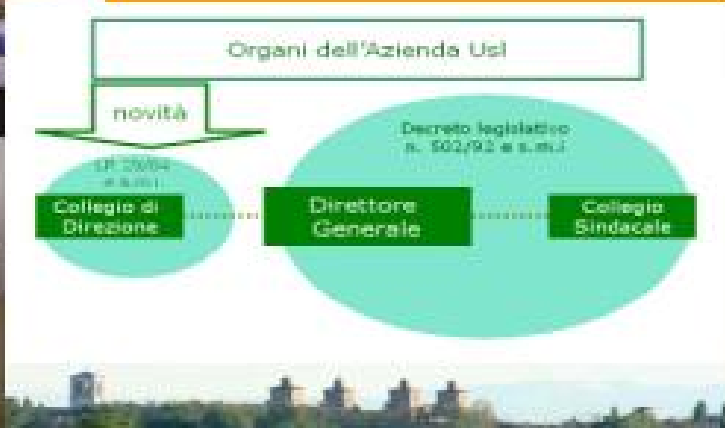 Organi dell'Azienda Usl
novità
Decreto legislativo
n. 502/92 e s.m.i
e s.m.i
Collegio di
Direzione
Direttore
Generale
Collegio
Sindacale